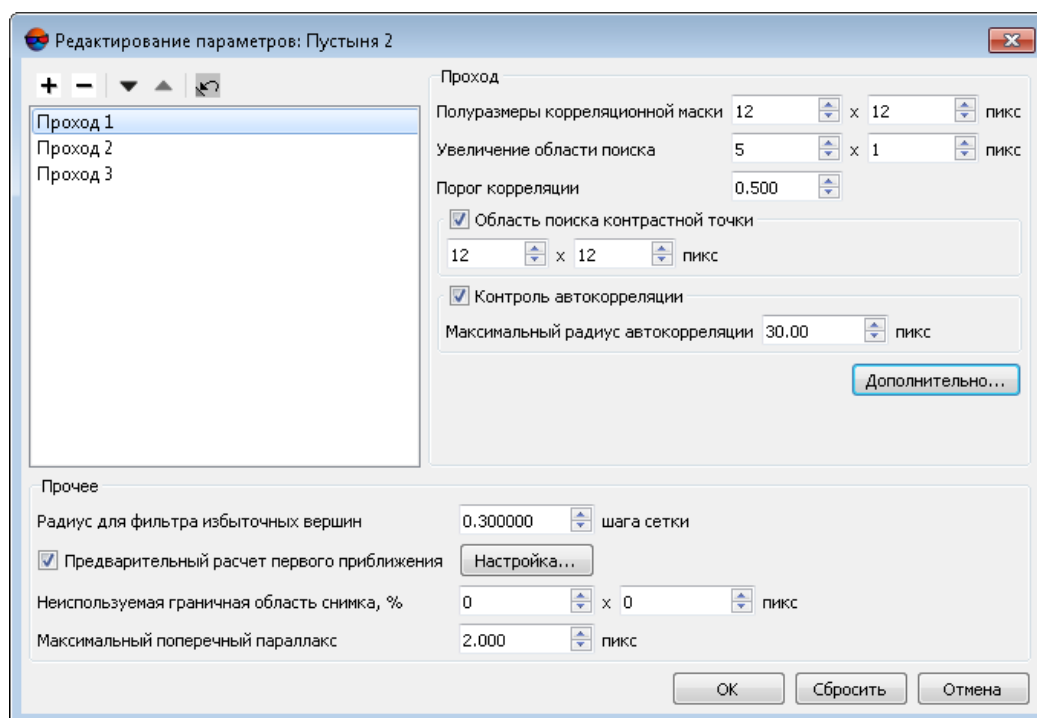 Редактирование параметров: Пустыня 2
Проход 1
Проход 2
Проход 3
Проход
Полуразмеры корреляционной маски 12 x 12 пикс
Увеличение области поиска 5 x 1 пикс
Порог корреляции 0.500
Область поиска контрастной точки
12 x 12 пикс
Контроль автокорреляции
Максимальный радиус автокорреляции 30.00 пикс
Дополнительно...
Прочее
Радиус для фильтра избыточных вершин 0.300000 шага сетки
Предварительный расчет первого приближения Настройка...
Неиспользуемая граничная область снимка, % 0 x 0 пикс
Максимальный поперечный параллакс 2.000 пикс
OK Сбросить Отмена